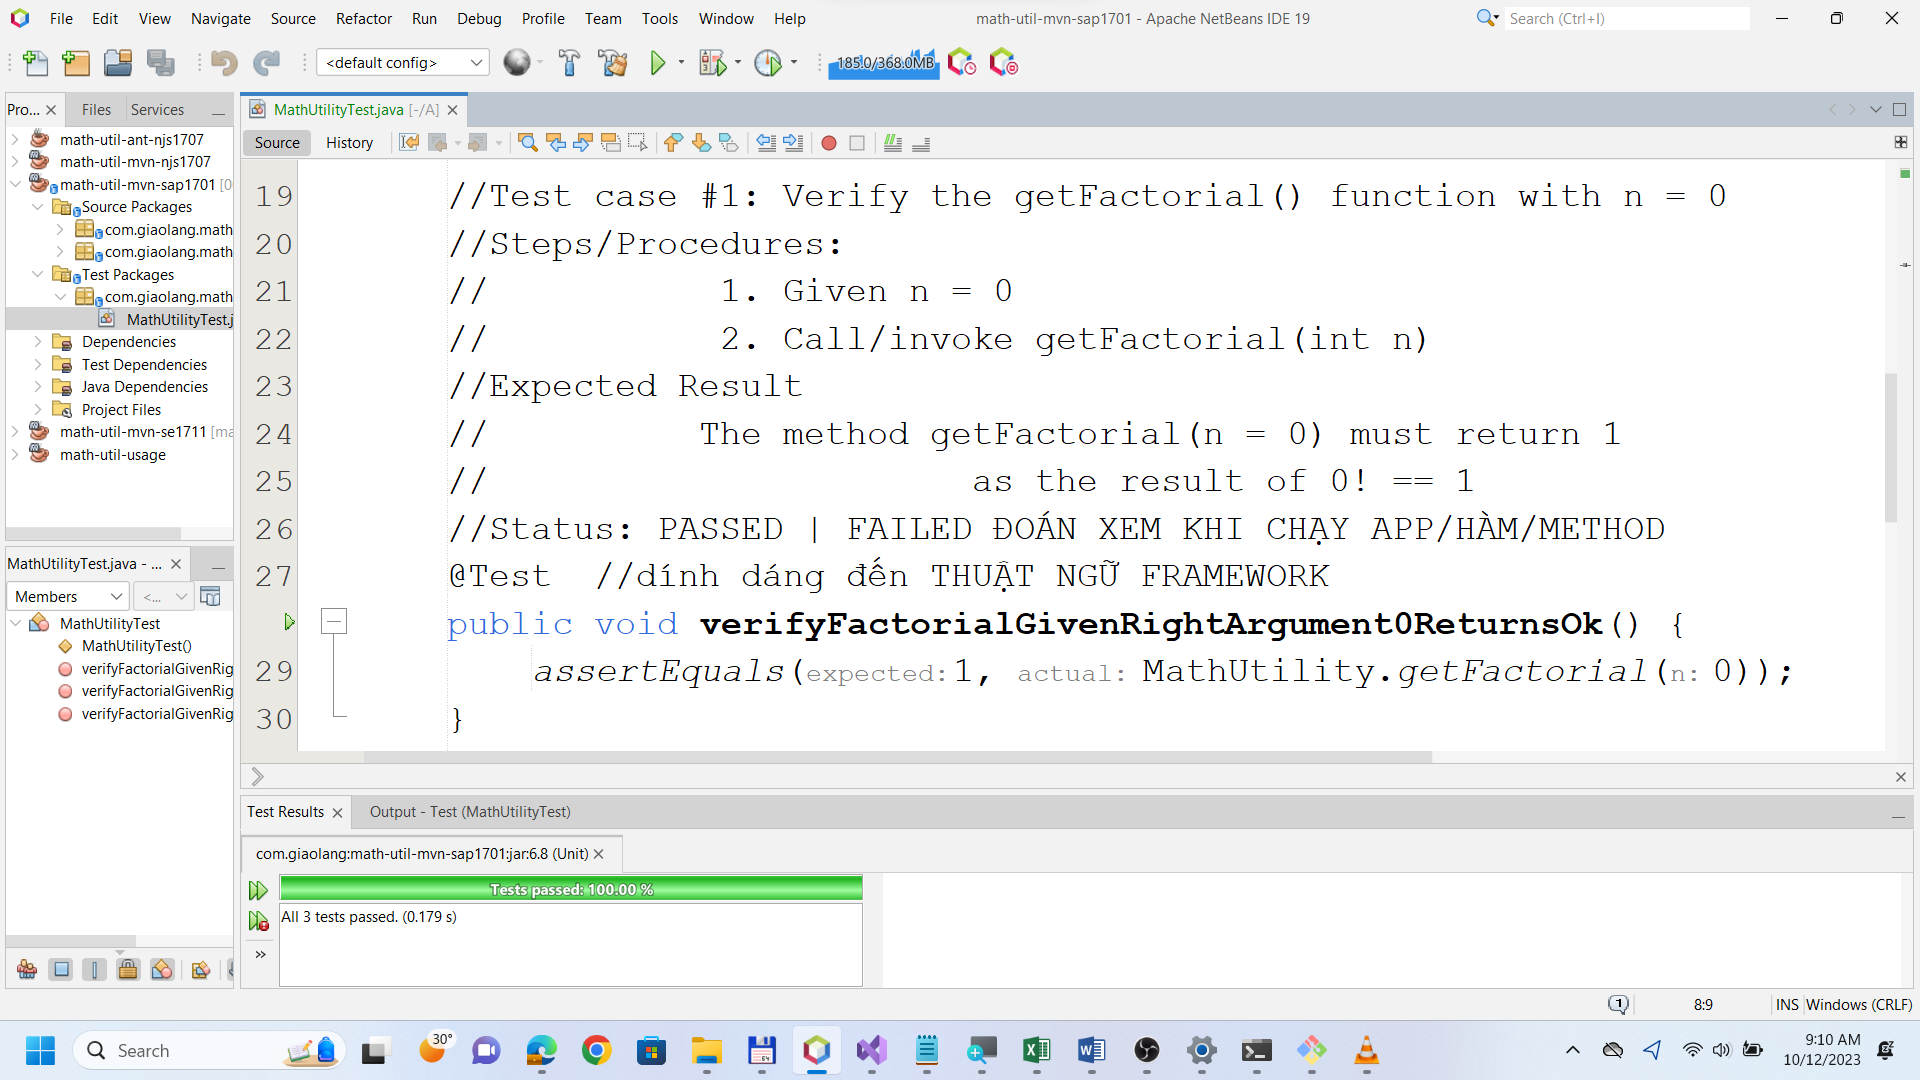 File Edit View Navigate Source Refactor Run Debug Profile Team Tools Window Help
math-util-mvn-sap1701 - Apache NetBeans IDE 19
Search (Ctrl+I)
<default config>
185.0/368.0MB
Pro...
Files
Services
math-util-ant-njs1707
math-util-mvn-njs1707
math-util-mvn-sap1701
Source Packages
com.giaolang.math
com.giaolang.math
Test Packages
com.giaolang.math
MathUtilityTest.j
Dependencies
Test Dependencies
Java Dependencies
Project Files
math-util-mvn-se1711 [ma
math-util-usage
MathUtilityTest.java - ...
Members
<...
MathUtilityTest
MathUtilityTest()
verifyFactorialGivenRig
verifyFactorialGivenRig
verifyFactorialGivenRig
MathUtilityTest.java [-/A]
Source History
19 //Test case #1: Verify the getFactorial() function with n = 0
20 //Steps/Procedures:
21 // 1. Given n = 0
22 // 2. Call/invoke getFactorial(int n)
23 //Expected Result
24 // The method getFactorial(n = 0) must return 1
25 // as the result of 0! == 1
26 //Status: PASSED | FAILED ĐOÁN XEM KHI CHẠY APP/HÀM/METHOD
27 @Test //dính dáng đến THUẬT NGỮ FRAMEWORK
public void verifyFactorialGivenRightArgument0ReturnsOk() {
29 assertEquals(expected: 1, actual: MathUtility.getFactorial(n: 0));
30 }
Test Results
Output - Test (MathUtilityTest)
com.giaolang:math-util-mvn-sap1701:jar:6.8 (Unit)
Tests passed: 100.00 %
All 3 tests passed. (0.179 s)
1
8:9
INS
Windows (CRLF)
Search
30°
9:10 AM
10/12/2023